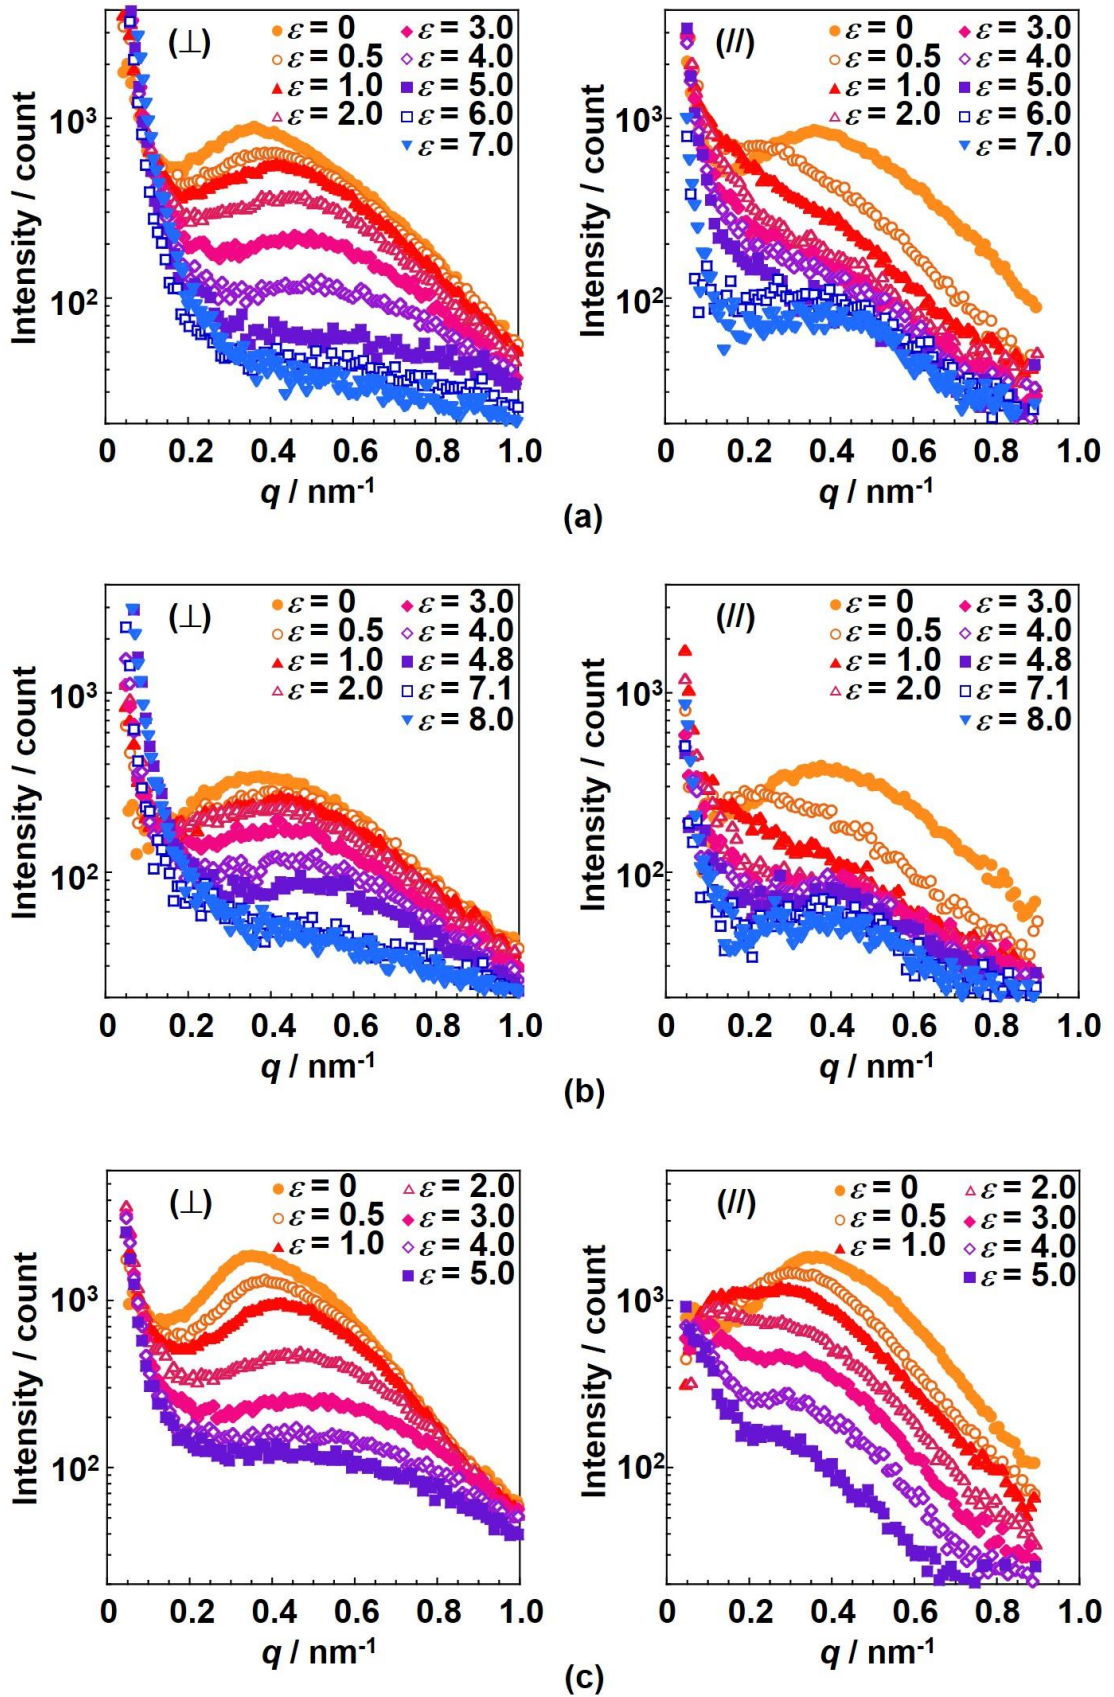 (⊥)
ε = 0
ε = 0.5
ε = 1.0
ε = 2.0
ε = 3.0
ε = 4.0
ε = 5.0
ε = 6.0
ε = 7.0
10³
10²
Intensity / count
0 0.2 0.4 0.6 0.8 1.0
q / nm⁻¹
(//)
ε = 0
ε = 0.5
ε = 1.0
ε = 2.0
ε = 3.0
ε = 4.0
ε = 5.0
ε = 6.0
ε = 7.0
10³
10²
Intensity / count
0 0.2 0.4 0.6 0.8 1.0
q / nm⁻¹
(a)
(⊥)
ε = 0
ε = 0.5
ε = 1.0
ε = 2.0
ε = 3.0
ε = 4.0
ε = 4.8
ε = 7.1
ε = 8.0
10³
10²
Intensity / count
0 0.2 0.4 0.6 0.8 1.0
q / nm⁻¹
(//)
ε = 0
ε = 0.5
ε = 1.0
ε = 2.0
ε = 3.0
ε = 4.0
ε = 4.8
ε = 7.1
ε = 8.0
10³
10²
Intensity / count
0 0.2 0.4 0.6 0.8 1.0
q / nm⁻¹
(b)
(⊥)
ε = 0
ε = 0.5
ε = 1.0
ε = 2.0
ε = 3.0
ε = 4.0
ε = 5.0
10³
10²
Intensity / count
0 0.2 0.4 0.6 0.8 1.0
q / nm⁻¹
(//)
ε = 0
ε = 0.5
ε = 1.0
ε = 2.0
ε = 3.0
ε = 4.0
ε = 5.0
10³
10²
Intensity / count
0 0.2 0.4 0.6 0.8 1.0
q / nm⁻¹
(c)